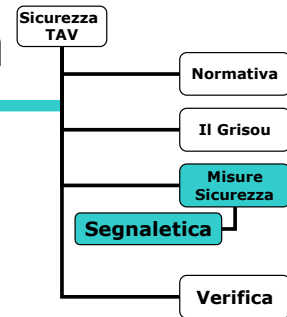 Sicurezza
TAV
Normativa
Il Grisou
Misure
Sicurezza
Segnaletica
Verifica